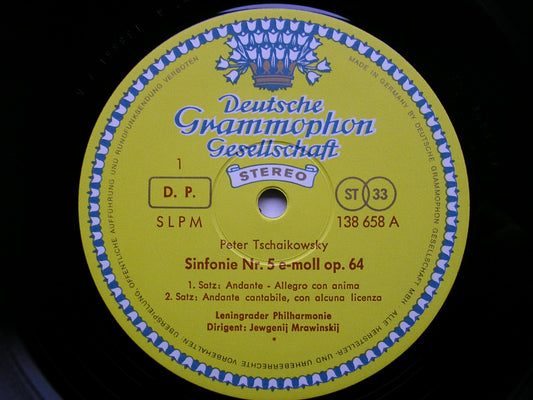 Deutsche
Grammophon
Gesellschaft
STEREO
1
D. P.
SLPM
ST 33
138 658 A
Peter Tschaikowsky
Sinfonie Nr. 5 e-moll op. 64
1. Satz: Andante - Allegro con anima
2. Satz: Andante cantabile, con alcuna licenza
Leningrader Philharmonie
Dirigent: Jewgenij Mrawinskij
*
MADE IN GERMANY BY DEUTSCHE GRAMMOPHON GESELLSCHAFT MBH · ALLE HERSTELLER- UND URHEBERRECHTE VORBEHALTEN · ÜBERSPIELUNG, ÖFFENTLICHE AUFFÜHRUNG UND RUNDFUNKSENDUNG VERBOTEN